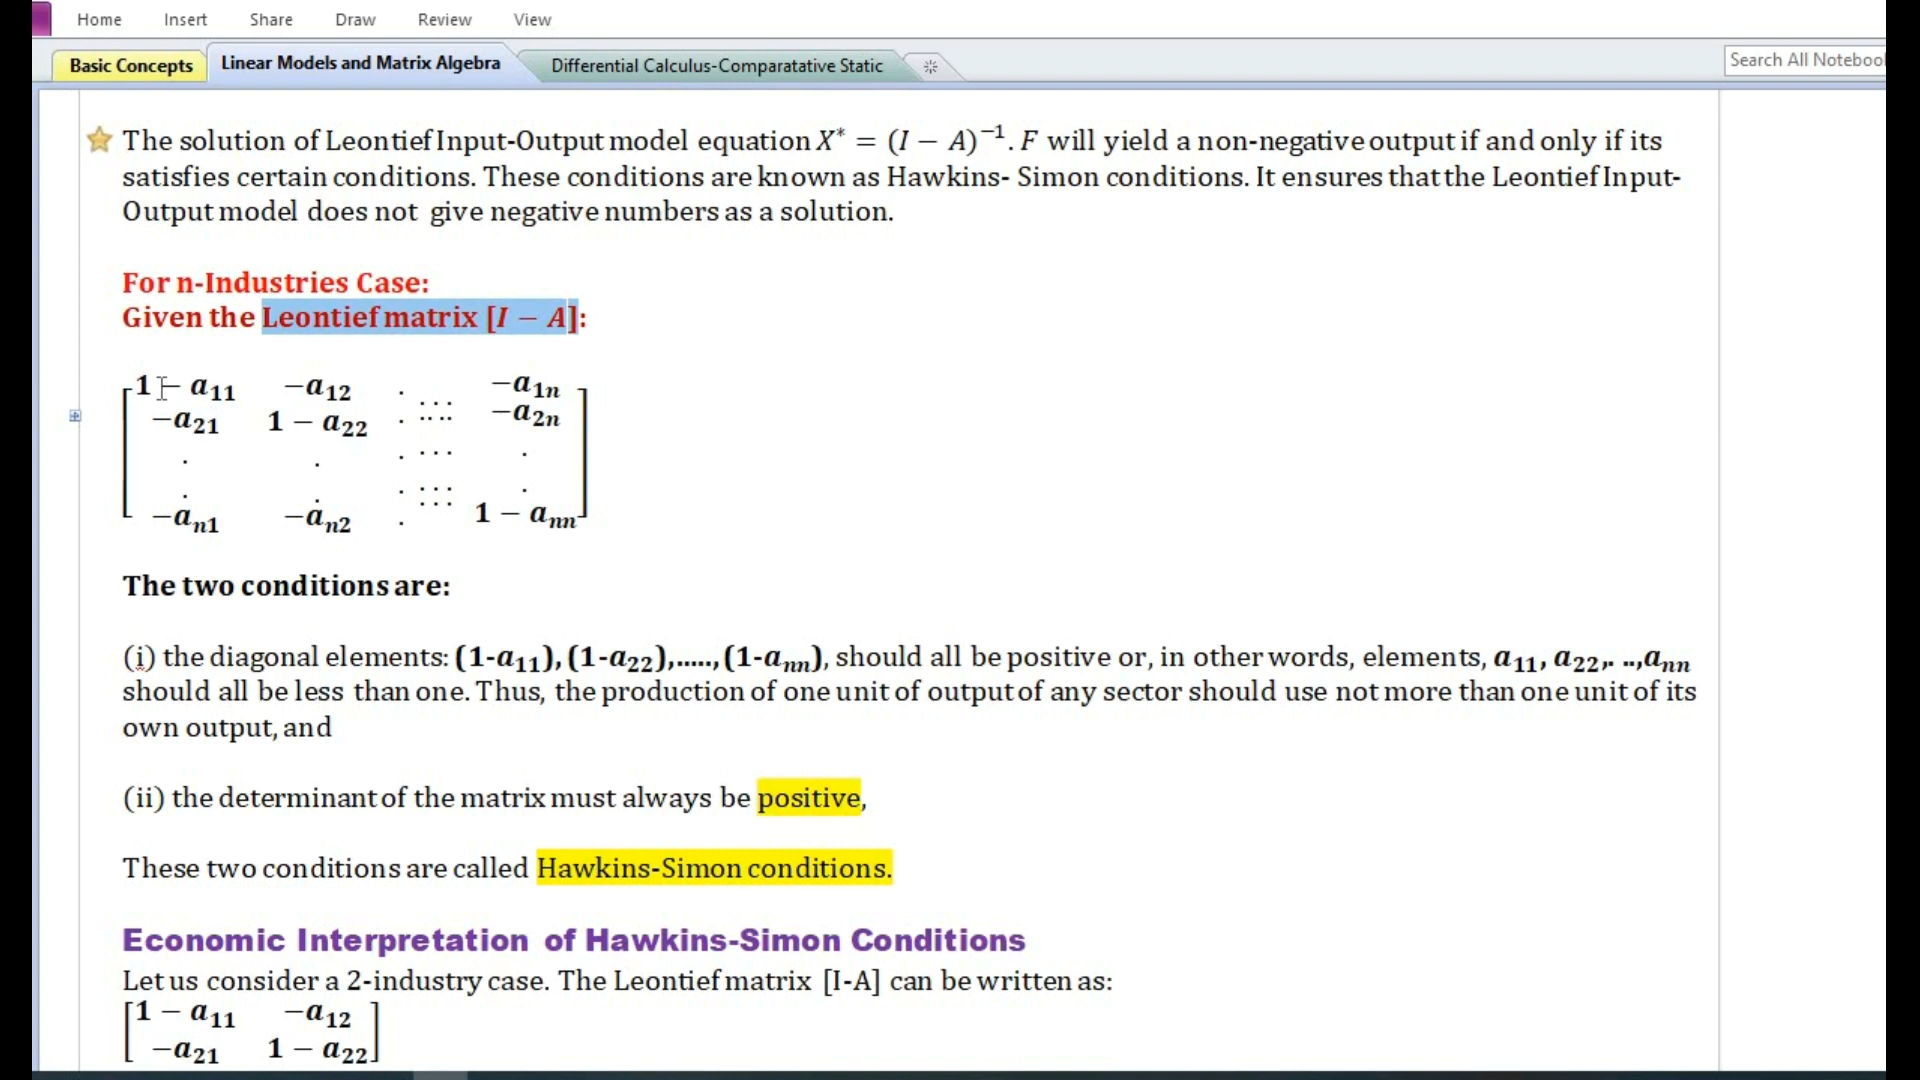 Home Insert Share Draw Review View
Basic Concepts Linear Models and Matrix Algebra Differential Calculus-Comparatative Static Search All Noteboo
The solution of Leontief Input-Output model equation X* = (I − A)⁻¹. F will yield a non-negative output if and only if its
satisfies certain conditions. These conditions are known as Hawkins- Simon conditions. It ensures that the Leontief Input-
Output model does not give negative numbers as a solution.
For n-Industries Case:
Given the Leontief matrix [I − A]:
1 − a₁₁ −a₁₂ . ... −a₁ₙ
−a₂₁ 1 − a₂₂ . ... −a₂ₙ
. . . ... .
. . . ... .
−aₙ₁ −aₙ₂ . 1 − aₙₙ
The two conditions are:
(i) the diagonal elements: (1-a₁₁), (1-a₂₂),....., (1-aₙₙ), should all be positive or, in other words, elements, a₁₁, a₂₂,. ..,aₙₙ
should all be less than one. Thus, the production of one unit of output of any sector should use not more than one unit of its
own output, and
(ii) the determinant of the matrix must always be positive,
These two conditions are called Hawkins-Simon conditions.
Economic Interpretation of Hawkins-Simon Conditions
Let us consider a 2-industry case. The Leontief matrix [I-A] can be written as:
[1 − a₁₁ −a₁₂]
[−a₂₁ 1 − a₂₂]